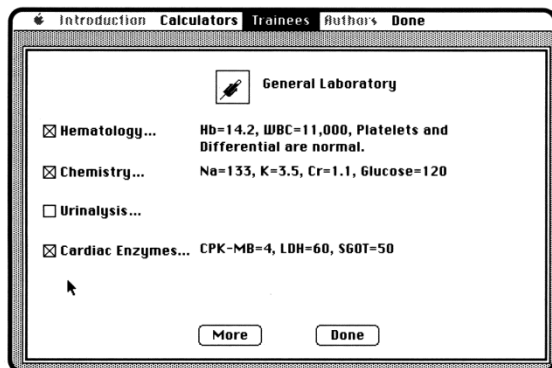 Introduction Calculators Trainees Authors Done
General Laboratory
Hematology... Hb=14.2, WBC=11,000, Platelets and
Differential are normal.
Chemistry... Na=133, K=3.5, Cr=1.1, Glucose=120
Urinalysis...
Cardiac Enzymes... CPK-MB=4, LDH=60, SGOT=50
More Done